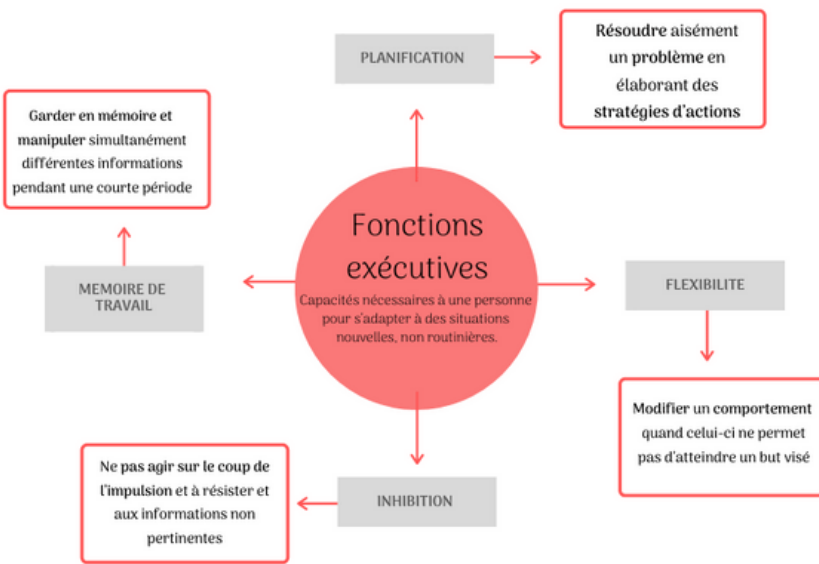 PLANIFICATION
Résoudre aisément
un problème en
élaborant des
stratégies d'actions
Garder en mémoire et
manipuler simultanément
différentes informations
pendant une courte période
Fonctions
exécutives
Capacités nécessaires à une personne
pour s'adapter à des situations
nouvelles, non routinières.
MEMOIRE DE
TRAVAIL
FLEXIBILITE
Modifier un comportement
quand celui-ci ne permet
pas d'atteindre un but visé
Ne pas agir sur le coup de
l'impulsion et à résister et
aux informations non
pertinentes
INHIBITION